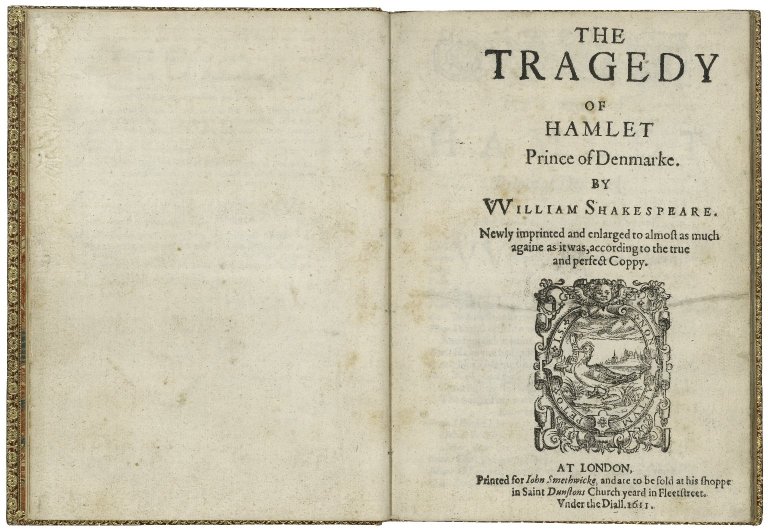 THE
TRAGEDY
OF
HAMLET
Prince of Denmarke.
BY
VVILLIAM SHAKESPEARE.
Newly imprinted and enlarged to almoſt as much
againe as it was, according to the true
and perfect Coppy.
AT LONDON,
Printed for Iohn Smethwicke, and are to be ſold at his ſhoppe
in Saint Dunſtons Church yeard in Fleetſtreet.
Vnder the Diall. 1611.